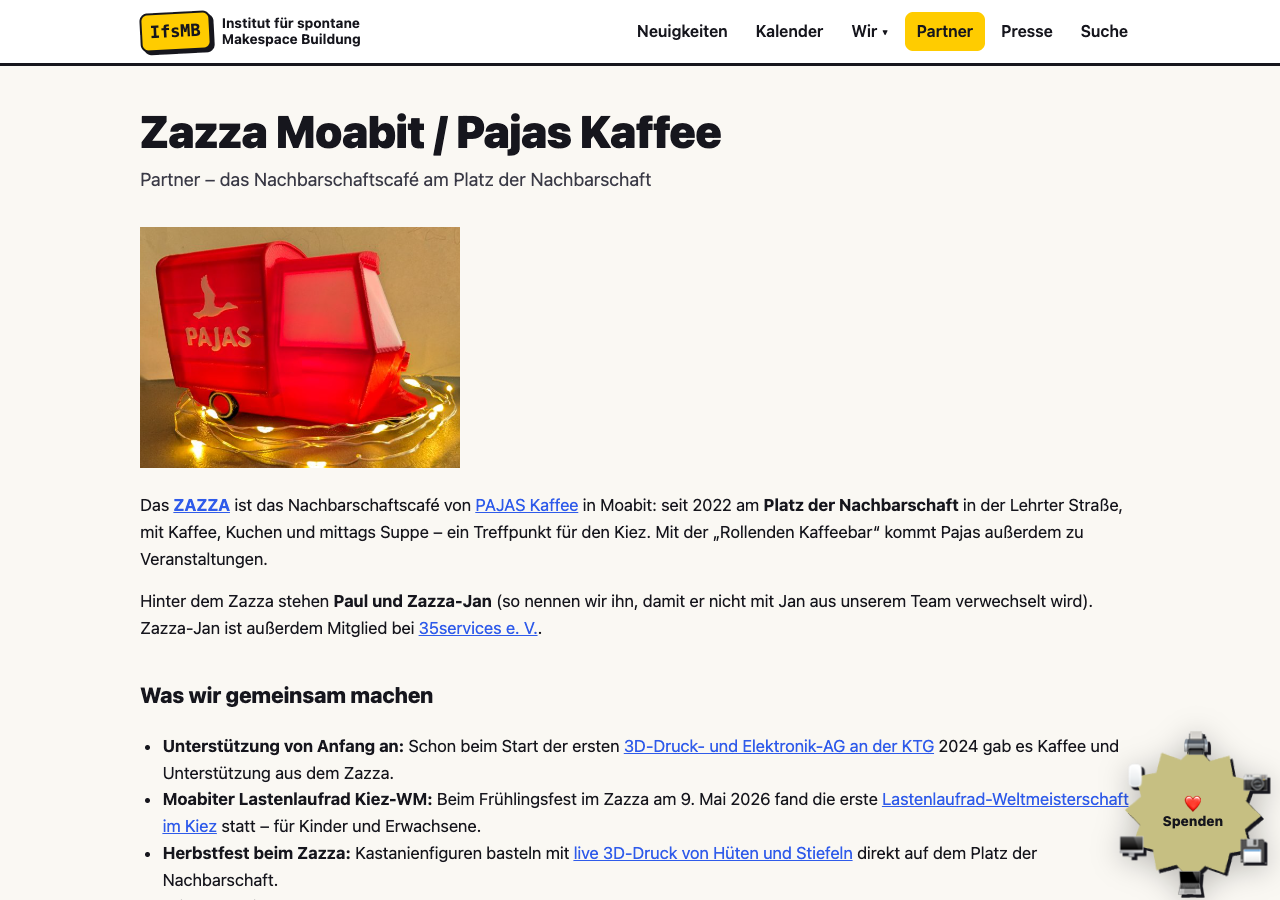 IfsMB
Institut für spontane
Makespace Buildung
Neuigkeiten
Kalender
Wir ▾
Partner
Presse
Suche
Zazza Moabit / Pajas Kaffee
Partner – das Nachbarschaftscafé am Platz der Nachbarschaft
PAJAS
Das ZAZZA ist das Nachbarschaftscafé von PAJAS Kaffee in Moabit: seit 2022 am Platz der Nachbarschaft in der Lehrter Straße,
mit Kaffee, Kuchen und mittags Suppe – ein Treffpunkt für den Kiez. Mit der „Rollenden Kaffeebar“ kommt Pajas außerdem zu
Veranstaltungen.
Hinter dem Zazza stehen Paul und Zazza-Jan (so nennen wir ihn, damit er nicht mit Jan aus unserem Team verwechselt wird).
Zazza-Jan ist außerdem Mitglied bei 35services e. V..
Was wir gemeinsam machen
• Unterstützung von Anfang an: Schon beim Start der ersten 3D-Druck- und Elektronik-AG an der KTG 2024 gab es Kaffee und
Unterstützung aus dem Zazza.
• Moabiter Lastenlaufrad Kiez-WM: Beim Frühlingsfest im Zazza am 9. Mai 2026 fand die erste Lastenlaufrad-Weltmeisterschaft
im Kiez statt – für Kinder und Erwachsene.
• Herbstfest beim Zazza: Kastanienfiguren basteln mit live 3D-Druck von Hüten und Stiefeln direkt auf dem Platz der
Nachbarschaft.
Spenden